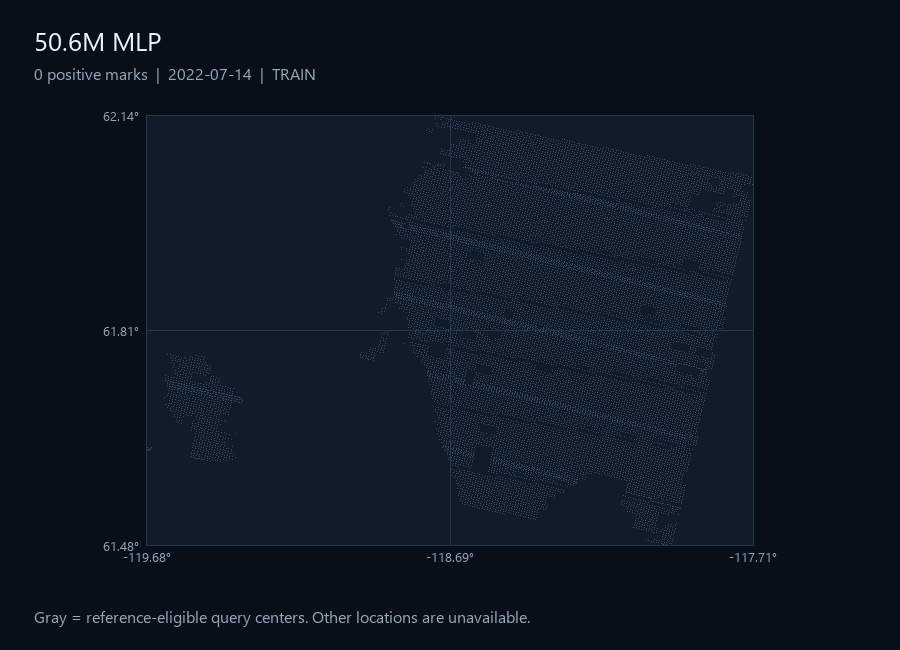 50.6M MLP
0 positive marks | 2022-07-14 | TRAIN
62.14°
61.81°
61.48°
-119.68°
-118.69°
-117.71°
Gray = reference-eligible query centers. Other locations are unavailable.